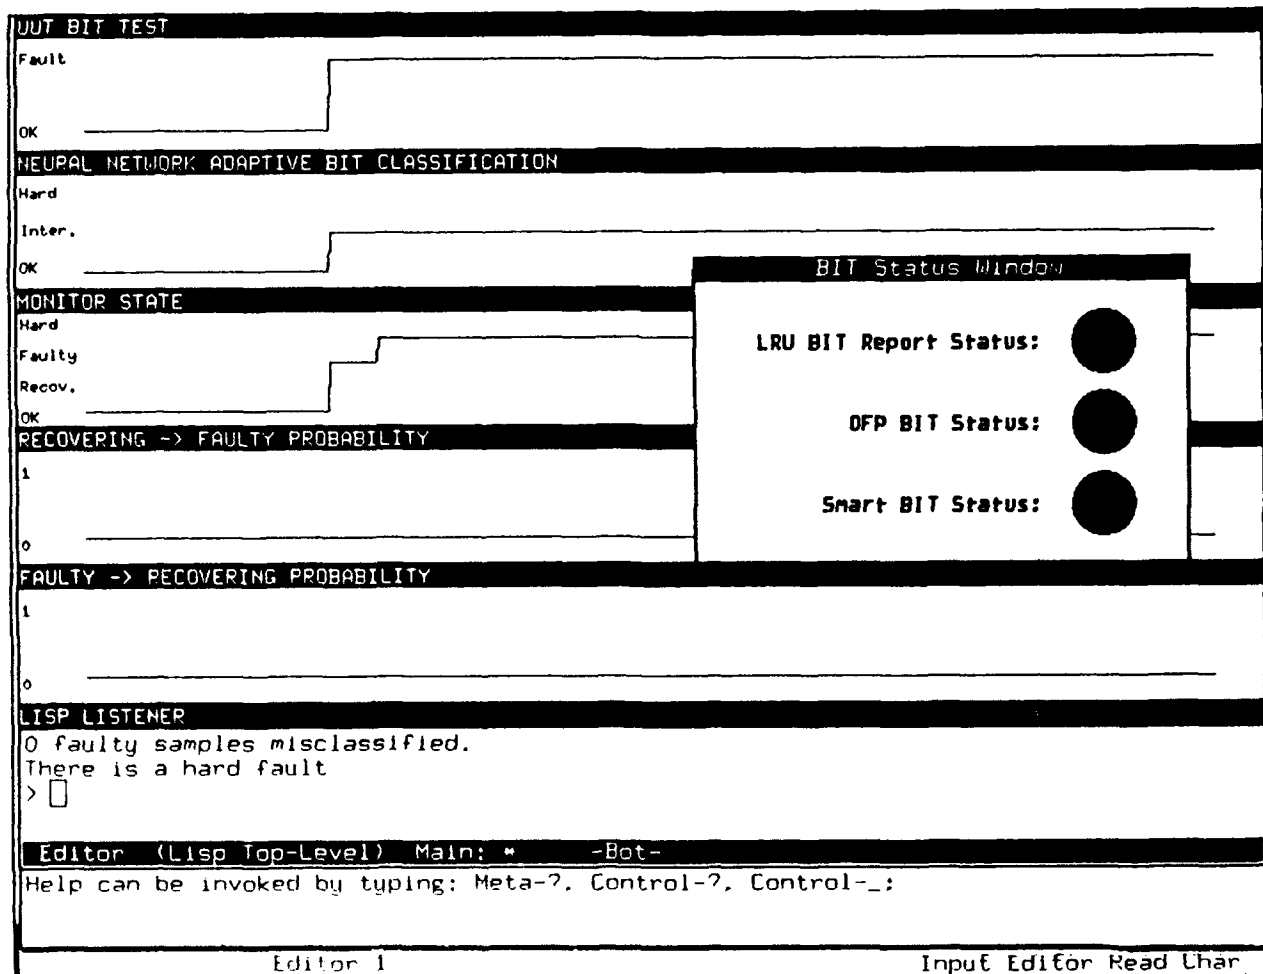 UUT BIT TEST
Fault
OK
NEURAL NETWORK ADAPTIVE BIT CLASSIFICATION
Hard
Inter.
OK
BIT Status Window
MONITOR STATE
Hard
LRU BIT Report Status:
Faulty
Recov.
OK
OFP BIT Status:
RECOVERING -> FAULTY PROBABILITY
1
Smart BIT Status:
0
FAULTY -> RECOVERING PROBABILITY
1
0
LISP LISTENER
0 faulty samples misclassified.
There is a hard fault
>
Editor (Lisp Top-Level) Main: * -Bot-
Help can be invoked by typing: Meta-?, Control-?, Control-_:
Editor 1 Input Editor Read Char